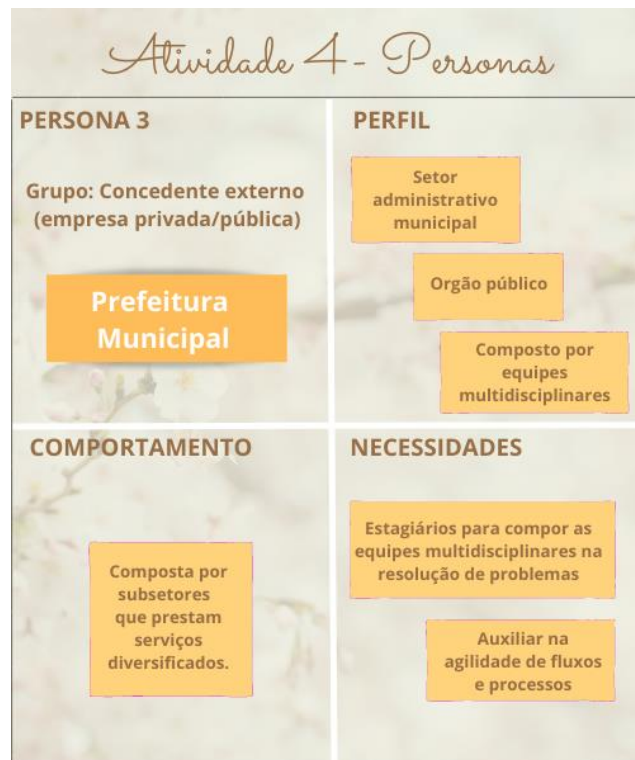 Atividade 4 - Personas
PERSONA 3
Grupo: Concedente externo
(empresa privada/pública)
Prefeitura
Municipal
PERFIL
Setor
administrativo
municipal
Orgão público
Composto por
equipes
multidisciplinares
COMPORTAMENTO
Composta por
subsetores
que prestam
serviços
diversificados.
NECESSIDADES
Estagiários para compor as
equipes multidisciplinares na
resolução de problemas
Auxiliar na
agilidade de fluxos
e processos